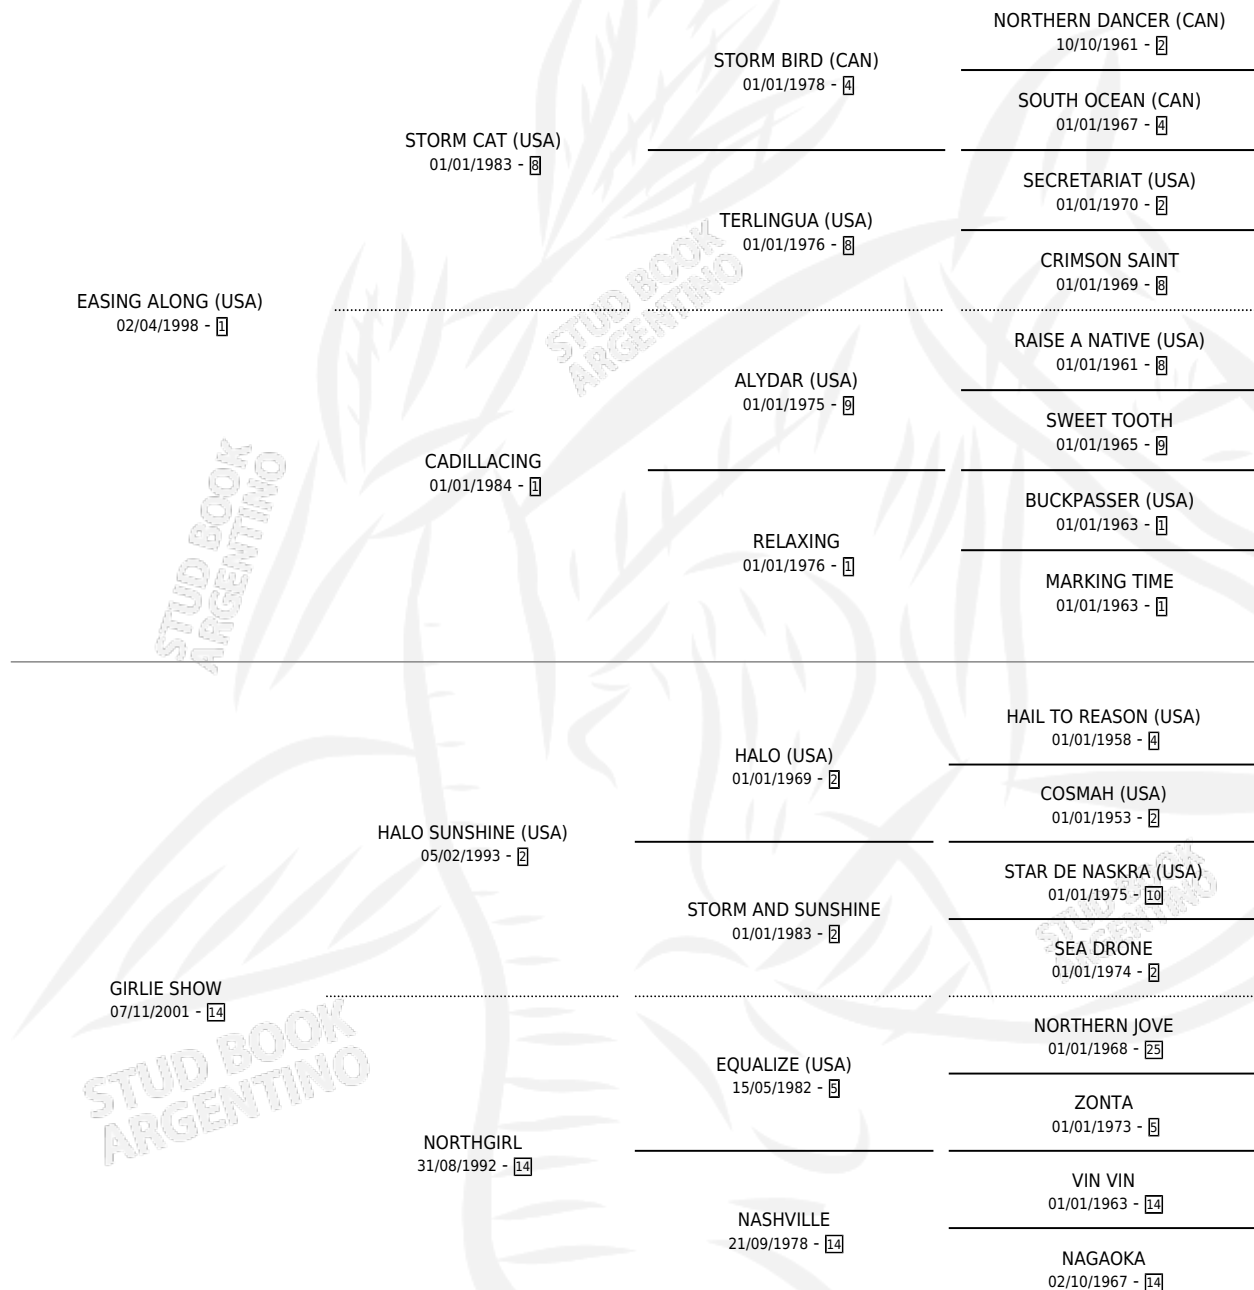 NORTHERN DANCER (CAN)
10/10/1961 - 2
STORM BIRD (CAN)
01/01/1978 - 4
SOUTH OCEAN (CAN)
01/01/1967 - 4
STORM CAT (USA)
01/01/1983 - 8
SECRETARIAT (USA)
01/01/1970 - 2
TERLINGUA (USA)
01/01/1976 - 8
CRIMSON SAINT
01/01/1969 - 8
EASING ALONG (USA)
02/04/1998 - 1
RAISE A NATIVE (USA)
01/01/1961 - 8
ALYDAR (USA)
01/01/1975 - 9
SWEET TOOTH
01/01/1965 - 9
CADILLACING
01/01/1984 - 1
BUCKPASSER (USA)
01/01/1963 - 1
RELAXING
01/01/1976 - 1
MARKING TIME
01/01/1963 - 1
STUD BOOK
ARGENTINO
STUD BOOK
ARGENTINO
HAIL TO REASON (USA)
01/01/1958 - 4
HALO (USA)
01/01/1969 - 2
COSMAH (USA)
01/01/1953 - 2
HALO SUNSHINE (USA)
05/02/1993 - 2
STAR DE NASKRA (USA)
01/01/1975 - 10
STORM AND SUNSHINE
01/01/1983 - 2
SEA DRONE
01/01/1974 - 2
STUD BOOK
ARGENTINO
GIRLIE SHOW
07/11/2001 - 14
NORTHERN JOVE
01/01/1968 - 25
EQUALIZE (USA)
15/05/1982 - 5
ZONTA
01/01/1973 - 5
NORTHGIRL
31/08/1992 - 14
VIN VIN
01/01/1963 - 14
NASHVILLE
21/09/1978 - 14
NAGAOKA
02/10/1967 - 14
STUD BOOK
ARGENTINO